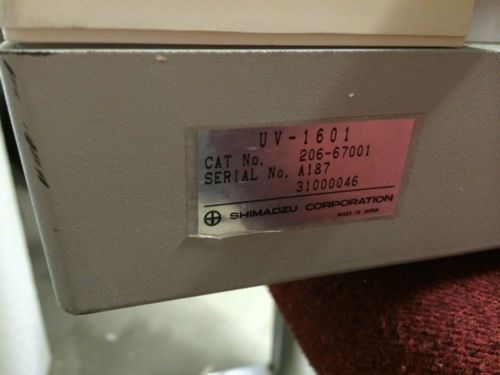 UV-1601
CAT No. 206-67001
SERIAL No. A187
31000046
SHIMADZU CORPORATION
MADE IN JAPAN